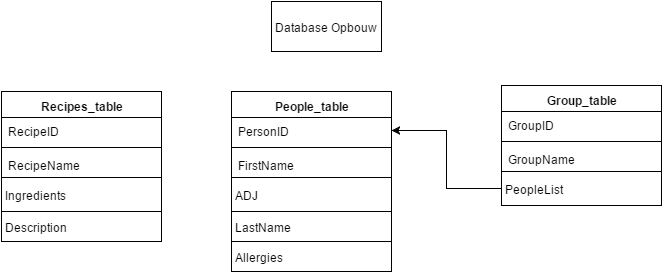 Database Opbouw
Recipes_table
RecipeID
RecipeName
Ingredients
Description
People_table
PersonID
FirstName
ADJ
LastName
Allergies
Group_table
GroupID
GroupName
PeopleList